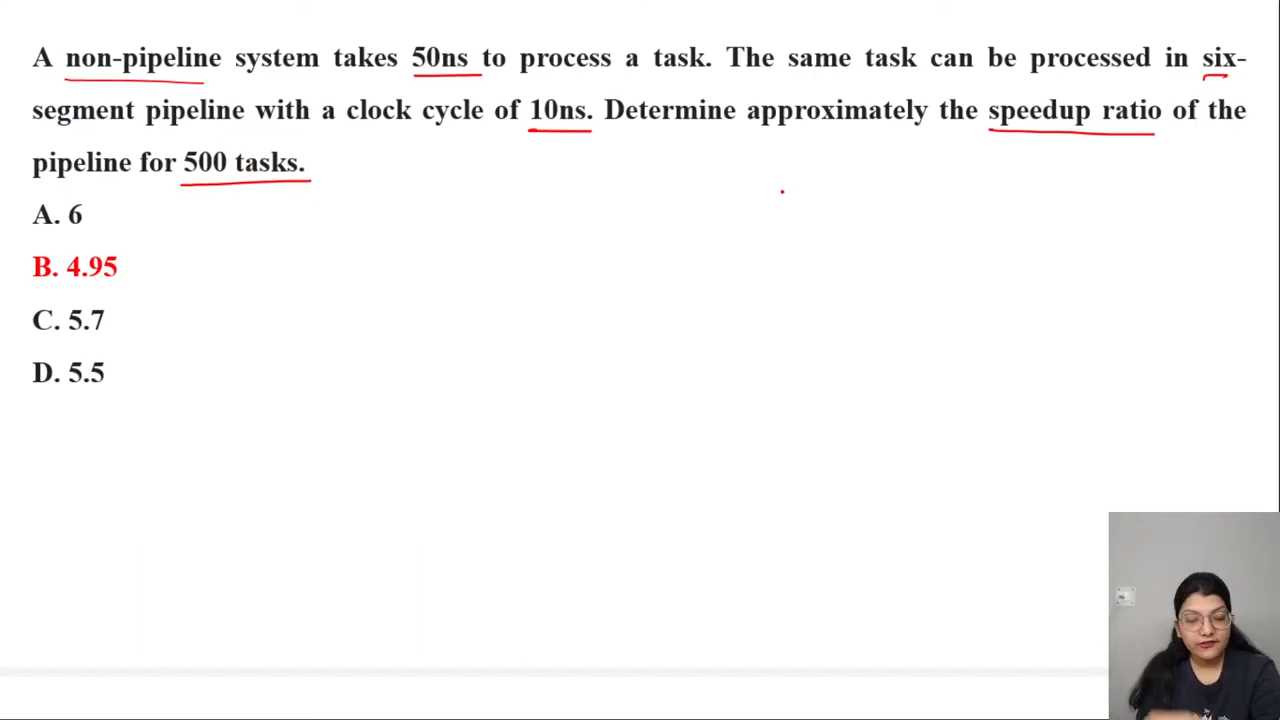 A non-pipeline system takes 50ns to process a task. The same task can be processed in six-
segment pipeline with a clock cycle of 10ns. Determine approximately the speedup ratio of the
pipeline for 500 tasks.
A. 6
B. 4.95
C. 5.7
D. 5.5